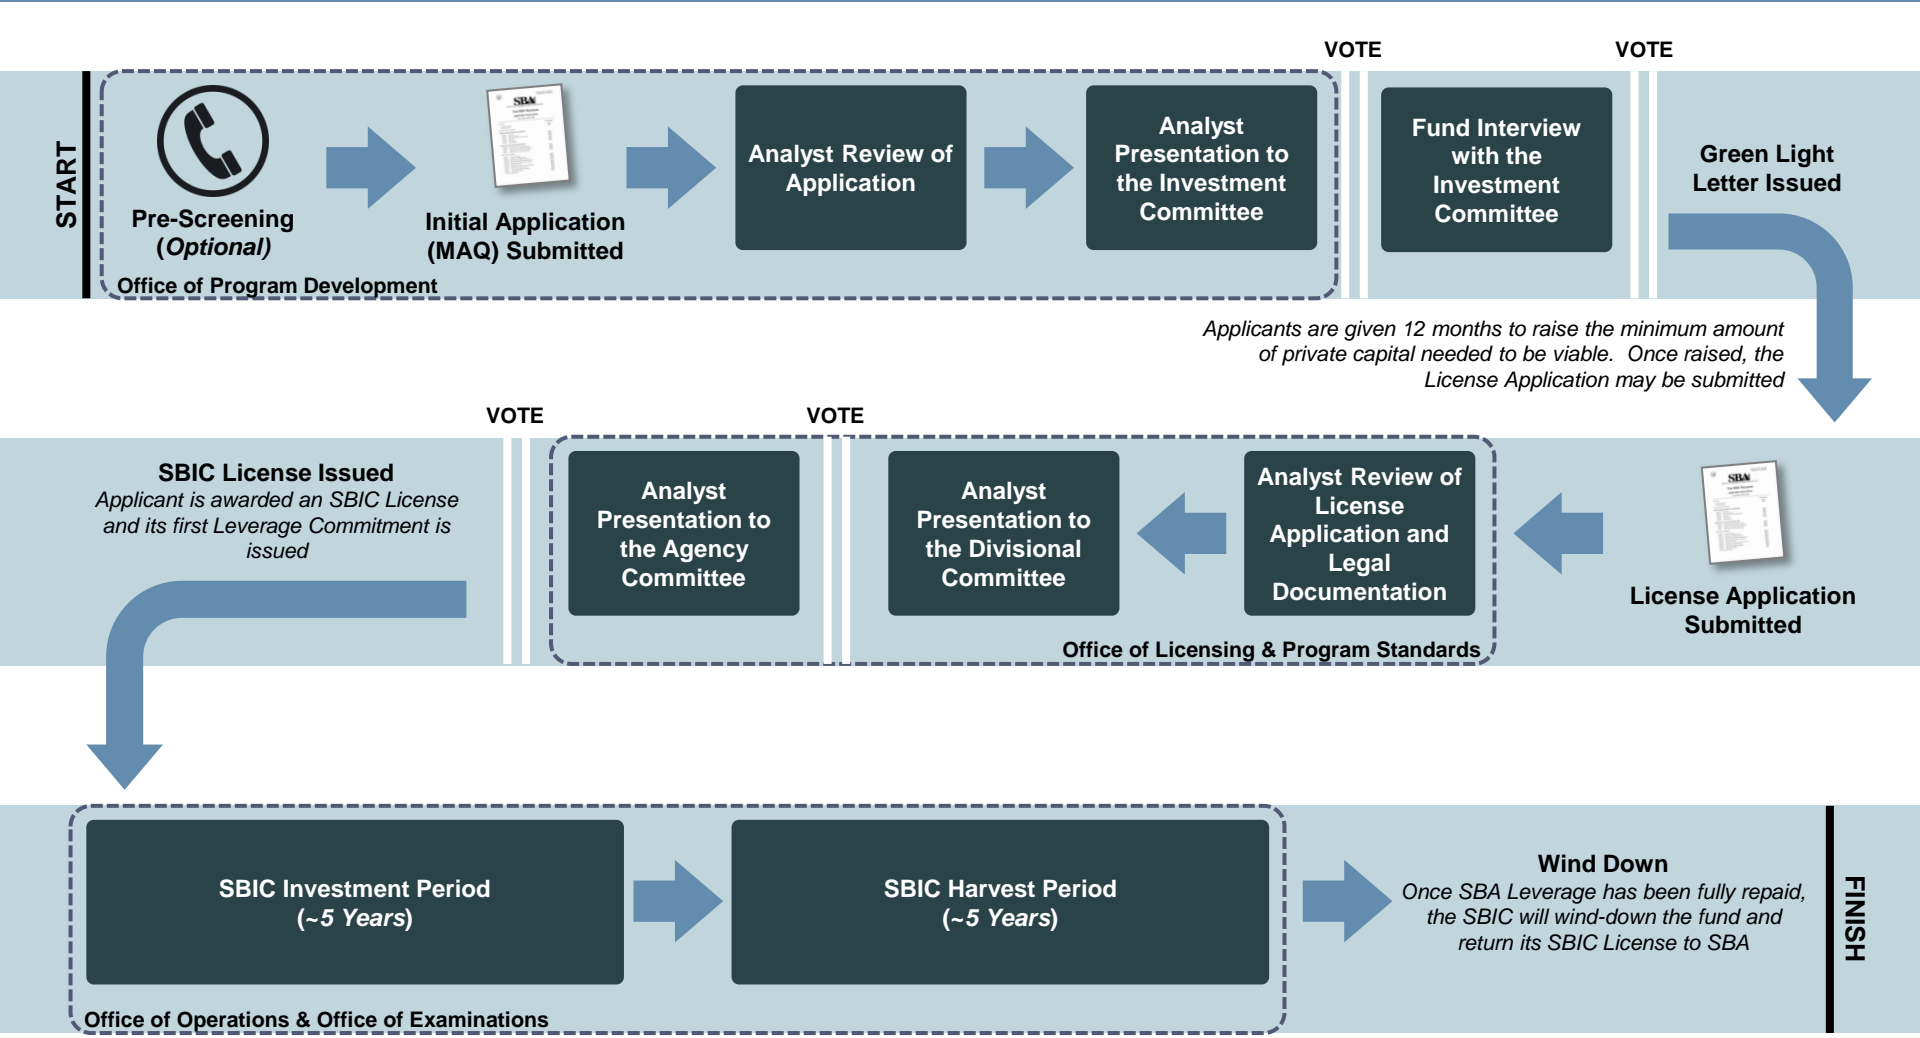 VOTE
VOTE
START
Pre-Screening
(Optional)
Initial Application
(MAQ) Submitted
Analyst Review of
Application
Analyst
Presentation to
the Investment
Committee
Fund Interview
with the
Investment
Committee
Green Light
Letter Issued
Office of Program Development
SBA
Applicants are given 12 months to raise the minimum amount
of private capital needed to be viable.  Once raised, the
License Application may be submitted
VOTE
VOTE
SBIC License Issued
Applicant is awarded an SBIC License
and its first Leverage Commitment is
issued
Analyst
Presentation to
the Agency
Committee
Analyst
Presentation to
the Divisional
Committee
Analyst Review of
License
Application and
Legal
Documentation
SBA
License Application
Submitted
Office of Licensing & Program Standards
SBIC Investment Period
(~5 Years)
SBIC Harvest Period
(~5 Years)
Wind Down
Once SBA Leverage has been fully repaid,
the SBIC will wind-down the fund and
return its SBIC License to SBA
FINISH
Office of Operations & Office of Examinations